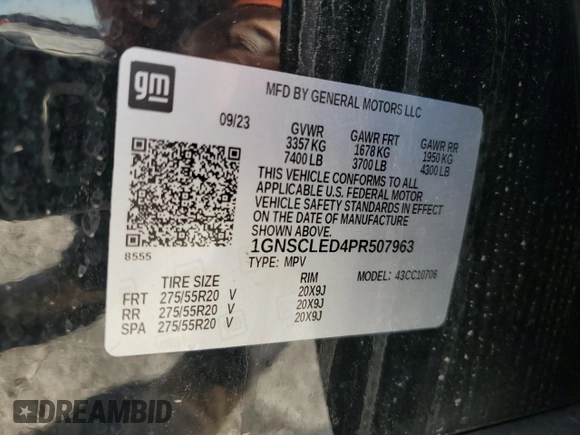 gm
MFD BY GENERAL MOTORS LLC
09/23
GVWR GAWR FRT GAWR RR
3357 KG 1678 KG 1950 KG
7400 LB 3700 LB 4300 LB
THIS VEHICLE CONFORMS TO ALL
APPLICABLE U.S. FEDERAL MOTOR
VEHICLE SAFETY STANDARDS IN EFFECT
ON THE DATE OF MANUFACTURE
SHOWN ABOVE.
1GNSCLED4PR507963
8555
TYPE: MPV MODEL: 43CC10706
TIRE SIZE RIM
FRT 275/55R20 V 20X9J
RR 275/55R20 V 20X9J
SPA 275/55R20 V 20X9J
DREAMBID